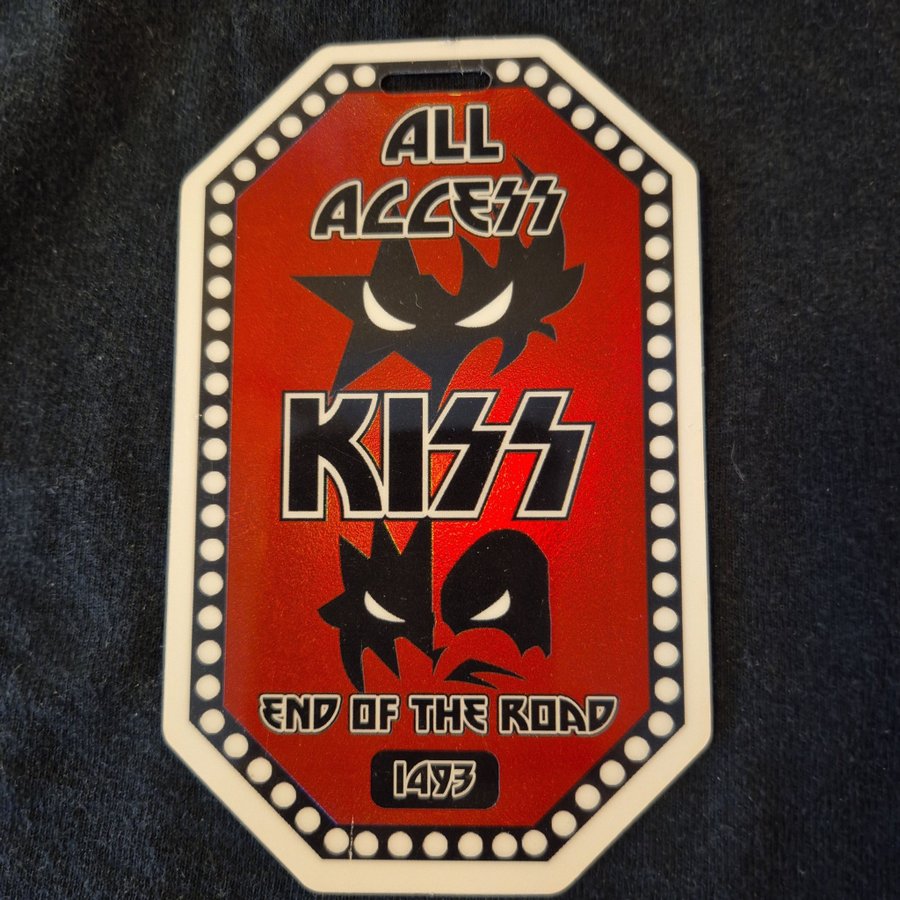 ALL
ACCESS
KISS
END OF THE ROAD
1493